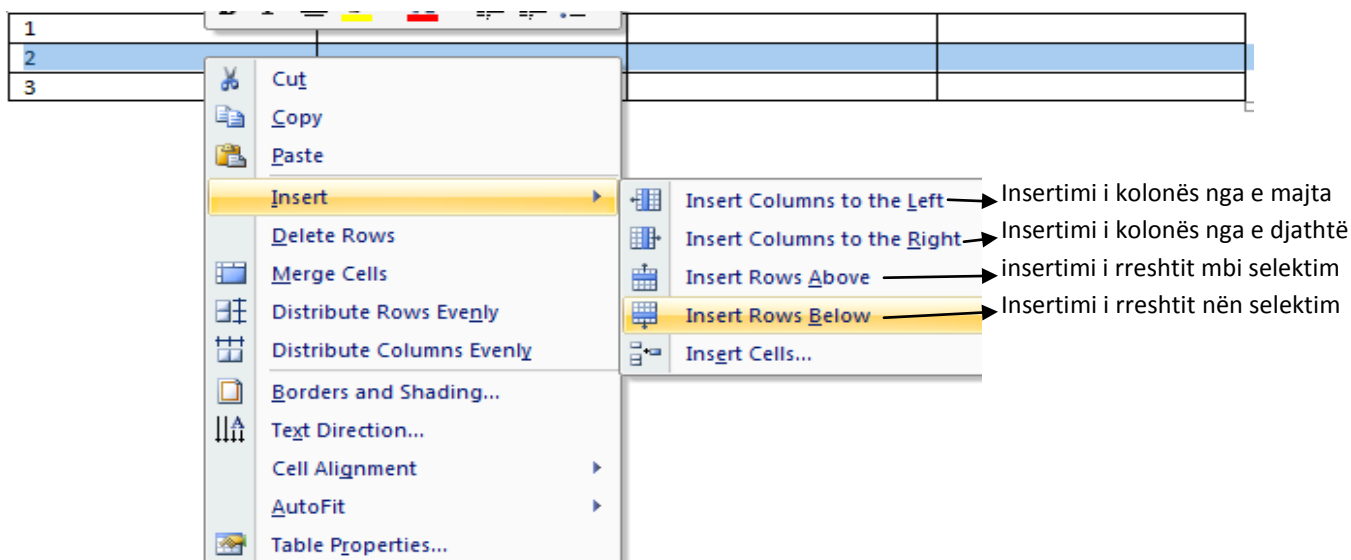 1
2
3
Cut
Copy
Paste
Insert
Delete Rows
Merge Cells
Distribute Rows Evenly
Distribute Columns Evenly
Borders and Shading...
Text Direction...
Cell Alignment
AutoFit
Table Properties...
Insert Columns to the Left Insertimi i kolonës nga e majta
Insert Columns to the Right Insertimi i kolonës nga e djathtë
Insert Rows Above insertimi i rreshtit mbi selektim
Insert Rows Below Insertimi i rreshtit nën selektim
Insert Cells...